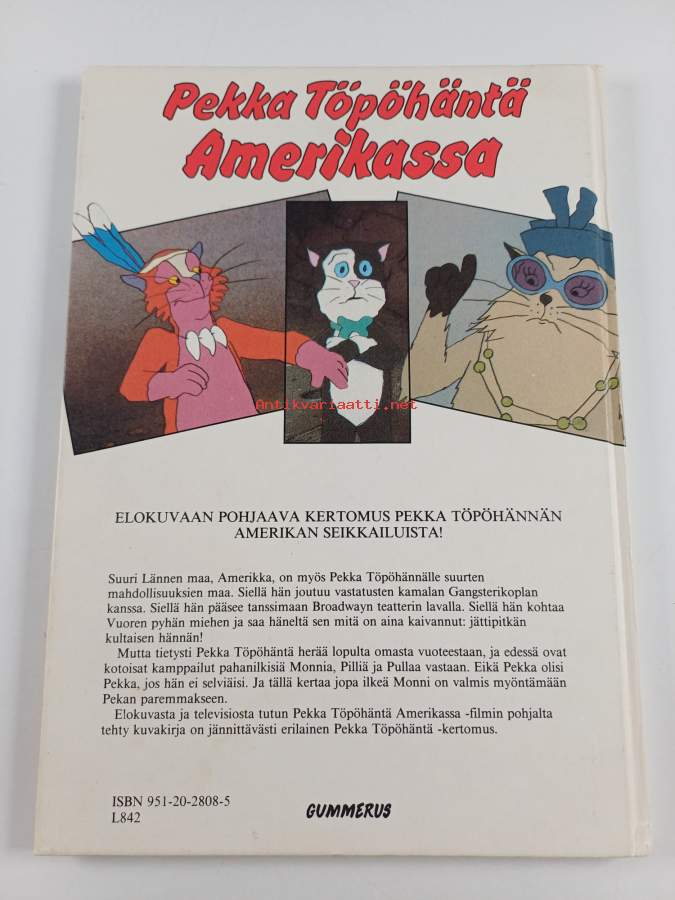 Pekka Töpöhäntä
Amerikassa
Antikvariaatti.net
ELOKUVAAN POHJAAVA KERTOMUS PEKKA TÖPÖHÄNNÄN
AMERIKAN SEIKKAILUISTA!
Suuri Lännen maa, Amerikka, on myös Pekka Töpöhännälle suurten
mahdollisuuksien maa. Siellä hän joutuu vastatusten kamalan Gangsterikoplan
kanssa. Siellä hän pääsee tanssimaan Broadwayn teatterin lavalla. Siellä hän kohtaa
Vuoren pyhän miehen ja saa häneltä sen mitä on aina kaivannut: jättipitkän
kultaisen hännän!
Mutta tietysti Pekka Töpöhäntä herää lopulta omasta vuoteestaan, ja edessä ovat
kotoisat kamppailut pahanilkisiä Monnia, Pilliä ja Pullaa vastaan. Eikä Pekka olisi
Pekka, jos hän ei selviäisi. Ja tällä kertaa jopa ilkeä Monni on valmis myöntämään
Pekan paremmakseen.
Elokuvasta ja televisiosta tutun Pekka Töpöhäntä Amerikassa -filmin pohjalta
tehty kuvakirja on jännittävästi erilainen Pekka Töpöhäntä -kertomus.
ISBN 951-20-2808-5
L842
GUMMERUS